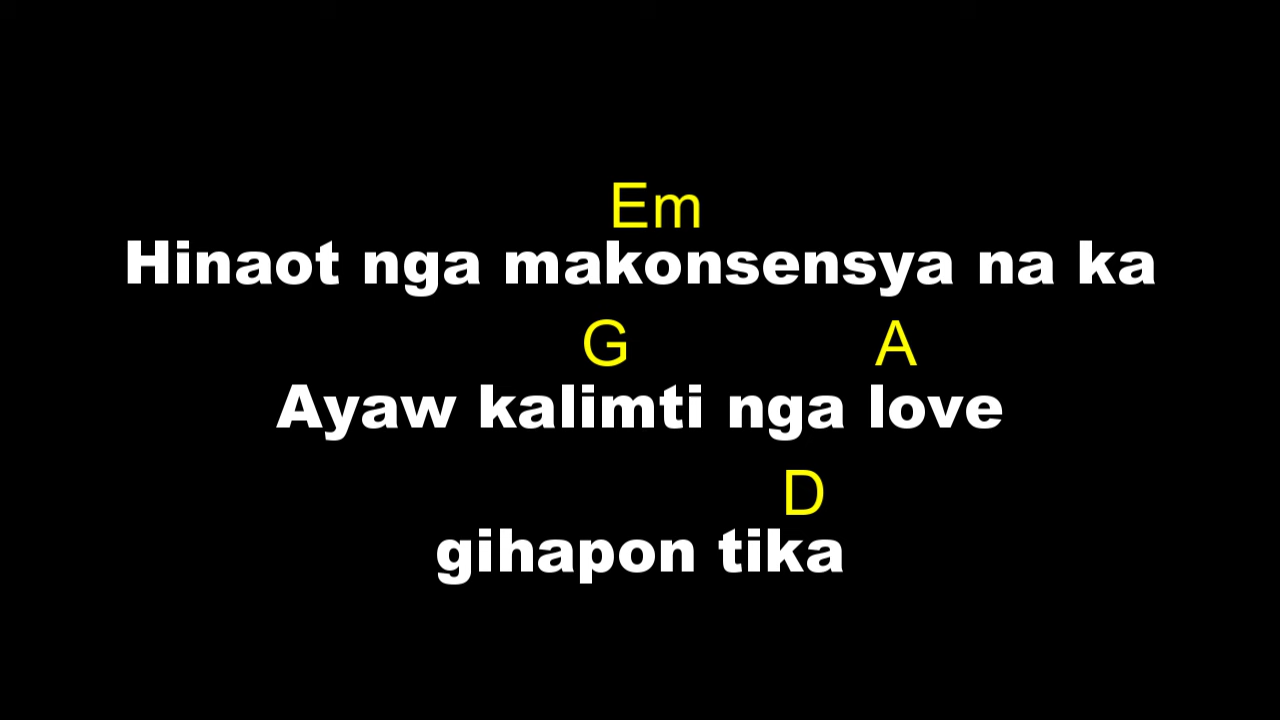 Em
Hinaot nga makonsensya na ka
G A
Ayaw kalimti nga love
D
gihapon tika